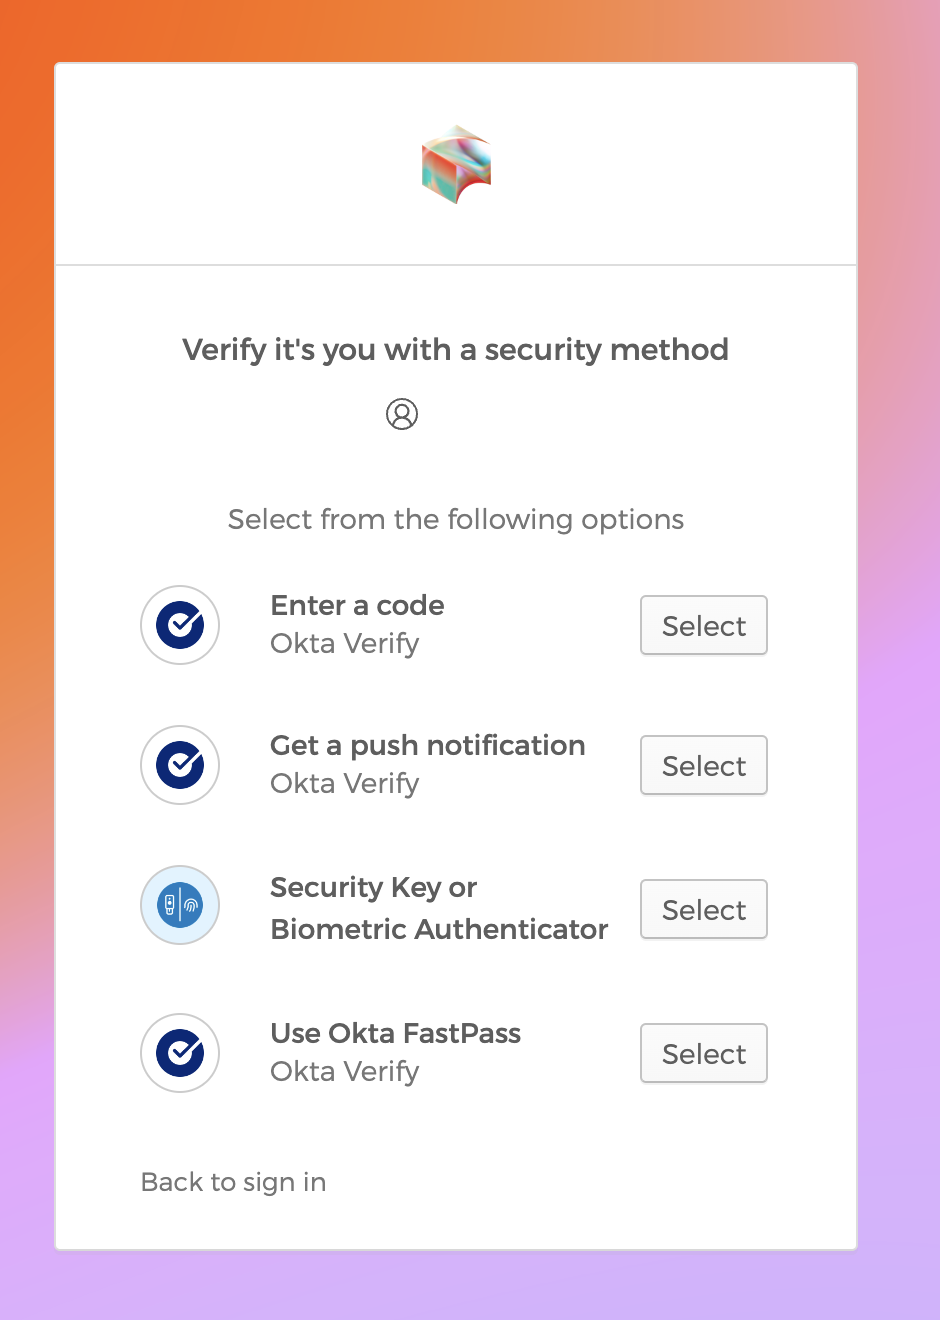 Verify it's you with a security method
Select from the following options
Enter a code
Okta Verify
Select
Get a push notification
Okta Verify
Select
Security Key or
Biometric Authenticator
Select
Use Okta FastPass
Okta Verify
Select
Back to sign in